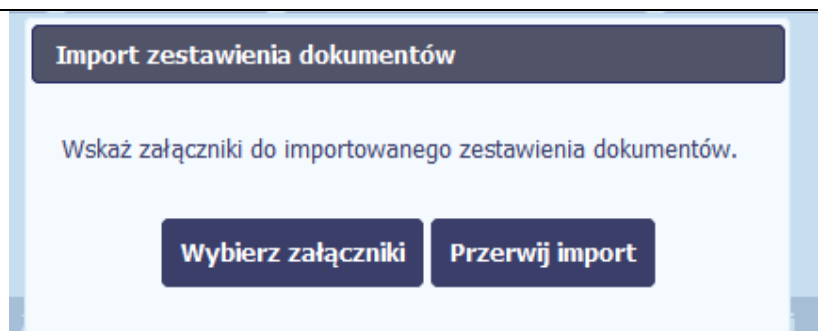 Import zestawienia dokumentów
Wskaż załączniki do importowanego zestawienia dokumentów.
Wybierz załączniki Przerwij import